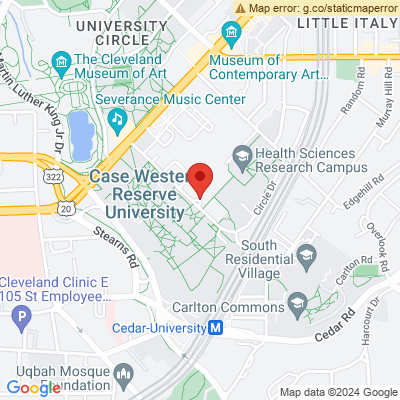 Map error: g.co/staticmaperror
UNIVERSITY
CIRCLE
LITTLE ITALY
The Cleveland
Museum of Art
Museum of
Contemporary Art...
Severance Music Center
Martin Luther King Jr Dr
Random Rd
Murray Hill Rd
Health Sciences
Research Campus
322
Case Western
Reserve
University
20
Circle Dr
Edgehill Rd
Overlook Rd
Stearns Rd
South
Residential
Village
Carlton Rd
Cleveland Clinic E
105 St Employee...
P
Carlton Commons
Harcourt Dr
Cedar-University
M
Cedar Rd
Uqbah Mosque
Foundation
Google
Map data ©2024 Google